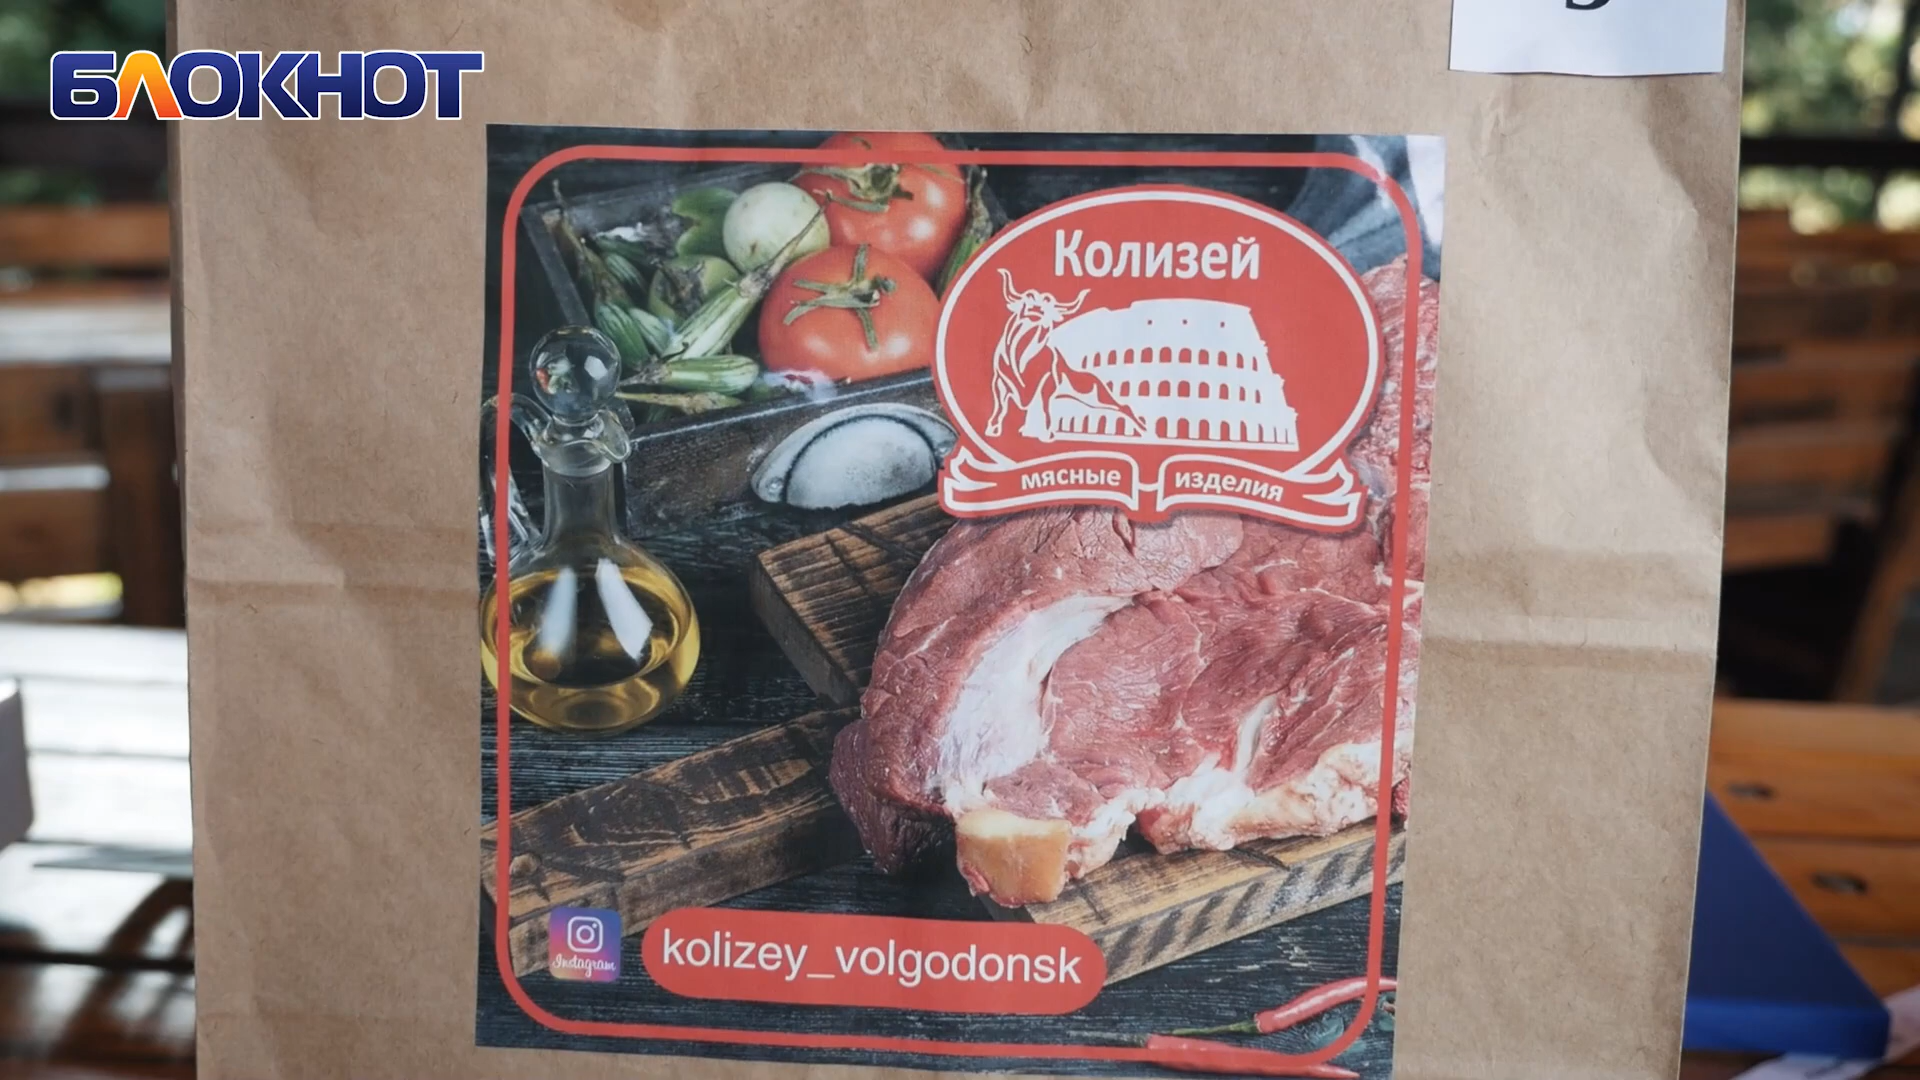 БЛОКНОТ
Колизей
мясные изделия
Instagram
kolizey_volgodonsk